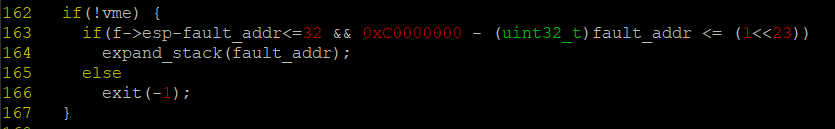 162 if(!vme) {
163 if(f->esp-fault_addr<=32 && 0xC0000000 - (uint32_t)fault_addr <= (1<<23))
164 expand_stack(fault_addr);
165 else
166 exit(-1);
167 }